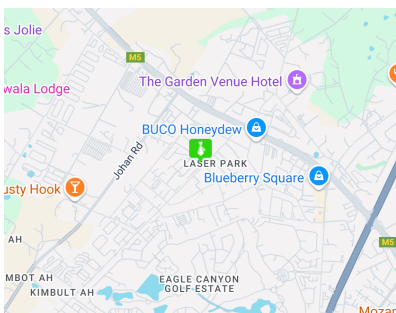 s Jolie
M5
The Garden Venue Hotel
wala Lodge
BUCO Honeydew
Johan Rd
LASER PARK
Blueberry Square
usty Hook
AH
M5
MBOT AH
KIMBULT AH
EAGLE CANYON
GOLF ESTATE
Mozam